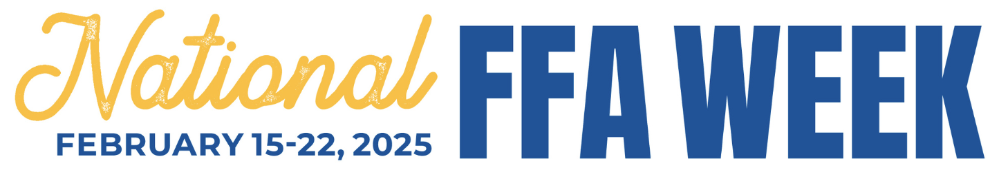 National
FEBRUARY 15-22, 2025
FFA WEEK